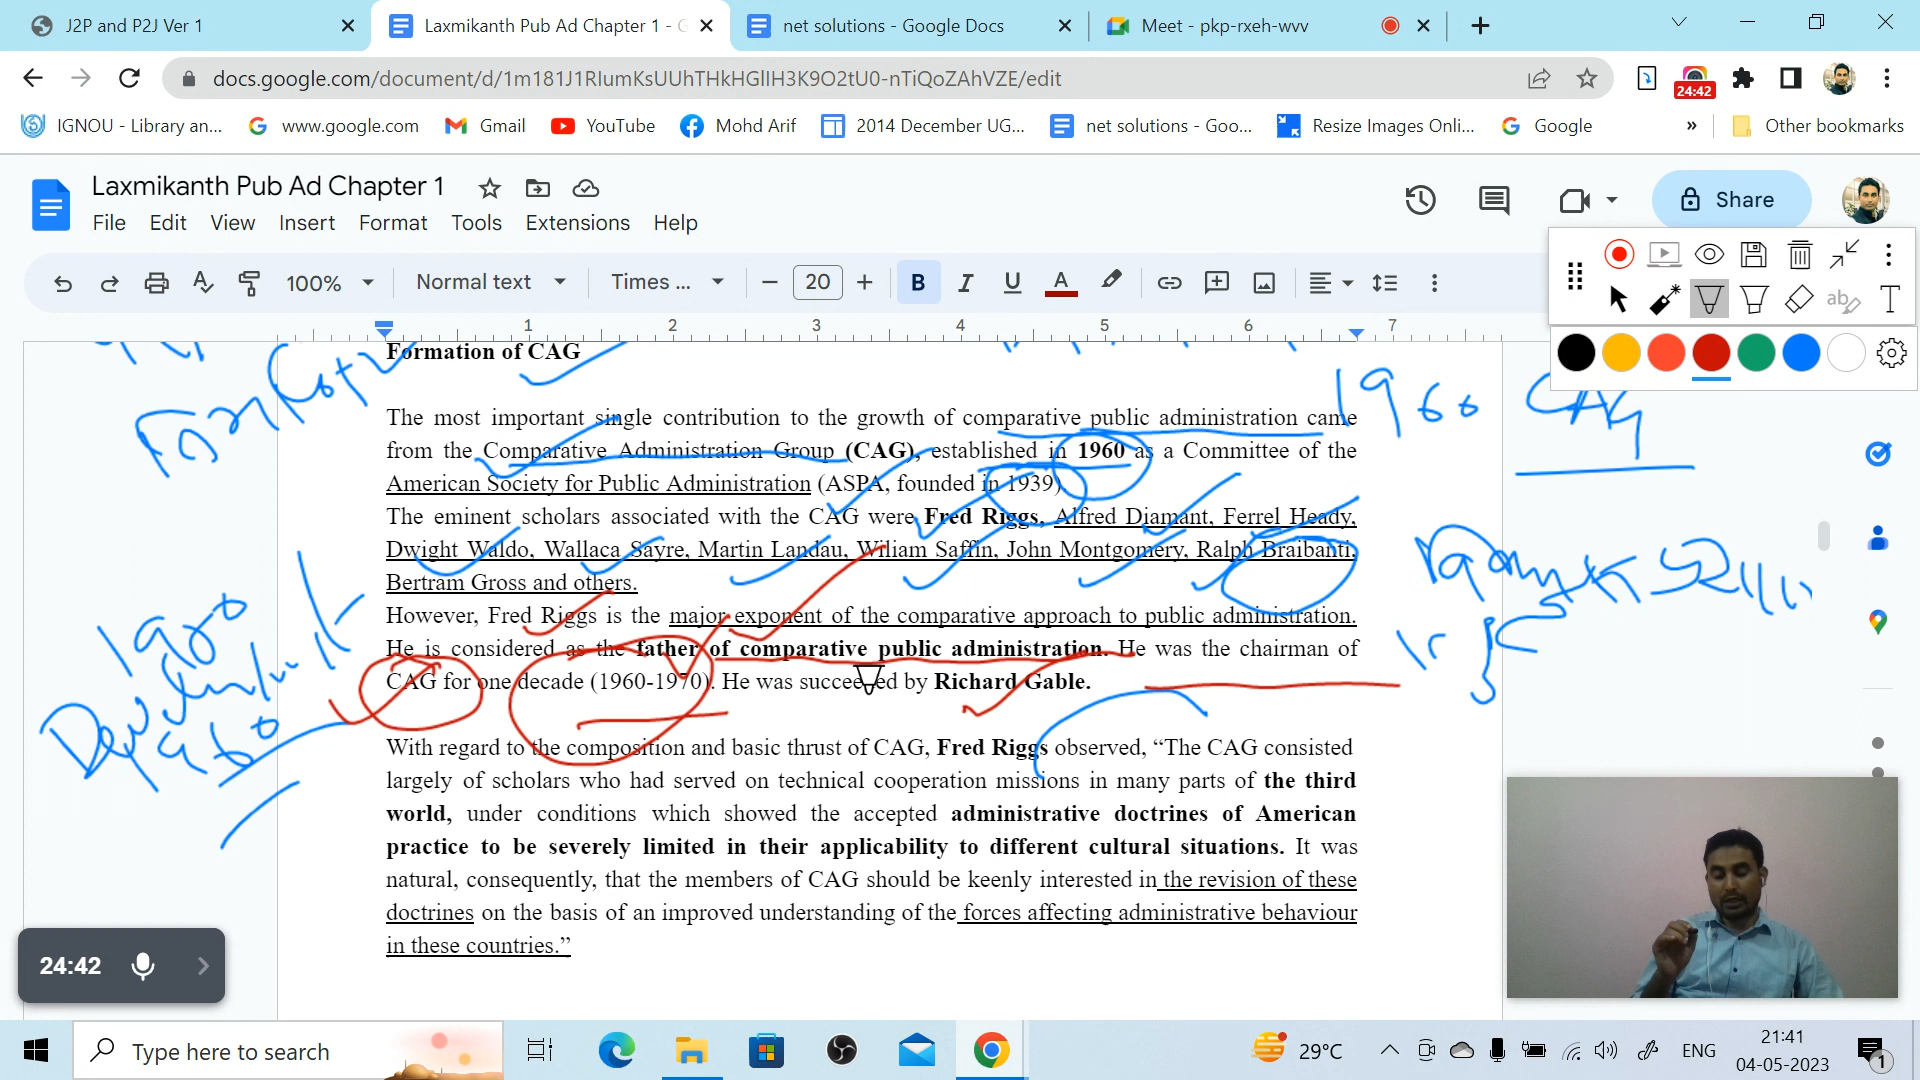 J2P and P2J Ver 1
Laxmikanth Pub Ad Chapter 1 - G
net solutions - Google Docs
Meet - pkp-rxeh-wvv
docs.google.com/document/d/1m181J1RIumKsUUhTHkHGlIH3K9O2tU0-nTiQoZAhVZE/edit
24:42
IGNOU - Library an...
www.google.com
Gmail
YouTube
Mohd Arif
2014 December UG...
net solutions - Goo...
Resize Images Onli...
Google
»
Other bookmarks
Laxmikanth Pub Ad Chapter 1
Share
File Edit View Insert Format Tools Extensions Help
100% Normal text Times ... 20 B I U A
1 2 3 4 5 6 7
Formation of CAG
1960 CAG
The most important single contribution to the growth of comparative public administration came
from the Comparative Administration Group (CAG), established in 1960 as a Committee of the
American Society for Public Administration (ASPA, founded in 1939).
The eminent scholars associated with the CAG were Fred Riggs, Alfred Diamant, Ferrel Heady,
Dwight Waldo, Wallaca Sayre, Martin Landau, Wiliam Saffin, John Montgomery, Ralph Braibanti,
Bertram Gross and others.
However, Fred Riggs is the major exponent of the comparative approach to public administration.
He is considered as the father of comparative public administration. He was the chairman of
CAG for one decade (1960-1970). He was succeeded by Richard Gable.
With regard to the composition and basic thrust of CAG, Fred Riggs observed, “The CAG consisted
largely of scholars who had served on technical cooperation missions in many parts of the third
world, under conditions which showed the accepted administrative doctrines of American
practice to be severely limited in their applicability to different cultural situations. It was
natural, consequently, that the members of CAG should be keenly interested in the revision of these
doctrines on the basis of an improved understanding of the forces affecting administrative behaviour
in these countries.”
24:42
Type here to search
29°C
ENG
21:41
04-05-2023
1